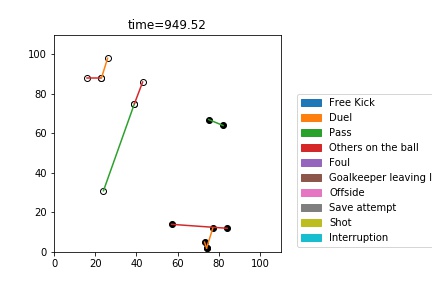 time=949.52
100
80
60
40
20
0
0 20 40 60 80 100
Free Kick
Duel
Pass
Others on the ball
Foul
Goalkeeper leaving l
Offside
Save attempt
Shot
Interruption